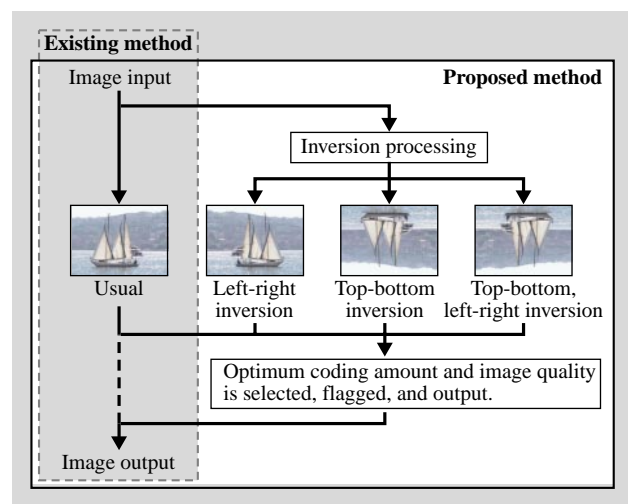 Existing method
Image input
Proposed method
Inversion processing
Usual
Left-right
inversion
Top-bottom
inversion
Top-bottom,
left-right inversion
Optimum coding amount and image quality
is selected, flagged, and output.
Image output